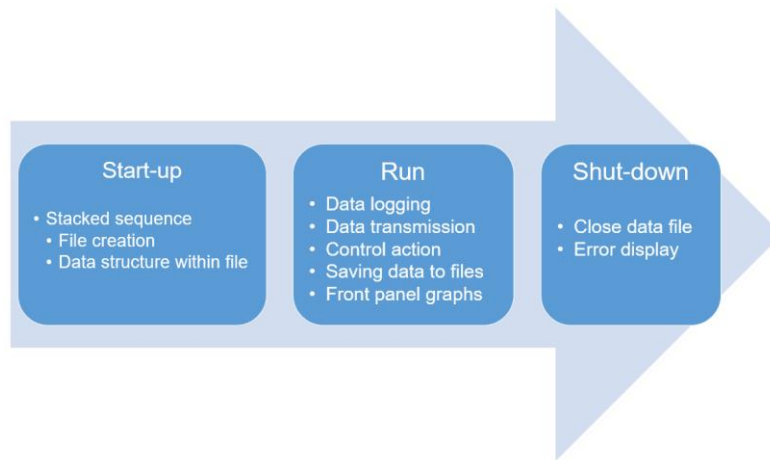 Start-up
• Stacked sequence
• File creation
• Data structure within file
Run
• Data logging
• Data transmission
• Control action
• Saving data to files
• Front panel graphs
Shut-down
• Close data file
• Error display